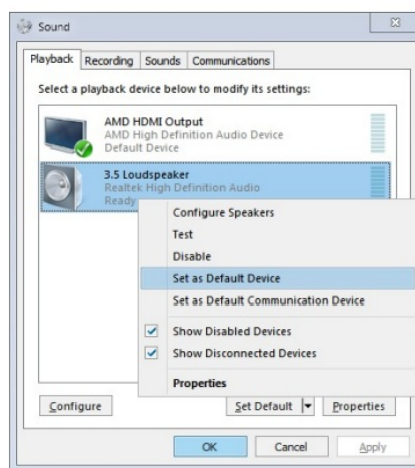 Sound
Playback Recording Sounds Communications
Select a playback device below to modify its settings:
AMD HDMI Output
AMD High Definition Audio Device
Default Device
3.5 Loudspeaker
Realtek High Definition Audio
Ready
Configure Speakers
Test
Disable
Set as Default Device
Set as Default Communication Device
Show Disabled Devices
Show Disconnected Devices
Properties
Configure Set Default Properties
OK Cancel Apply